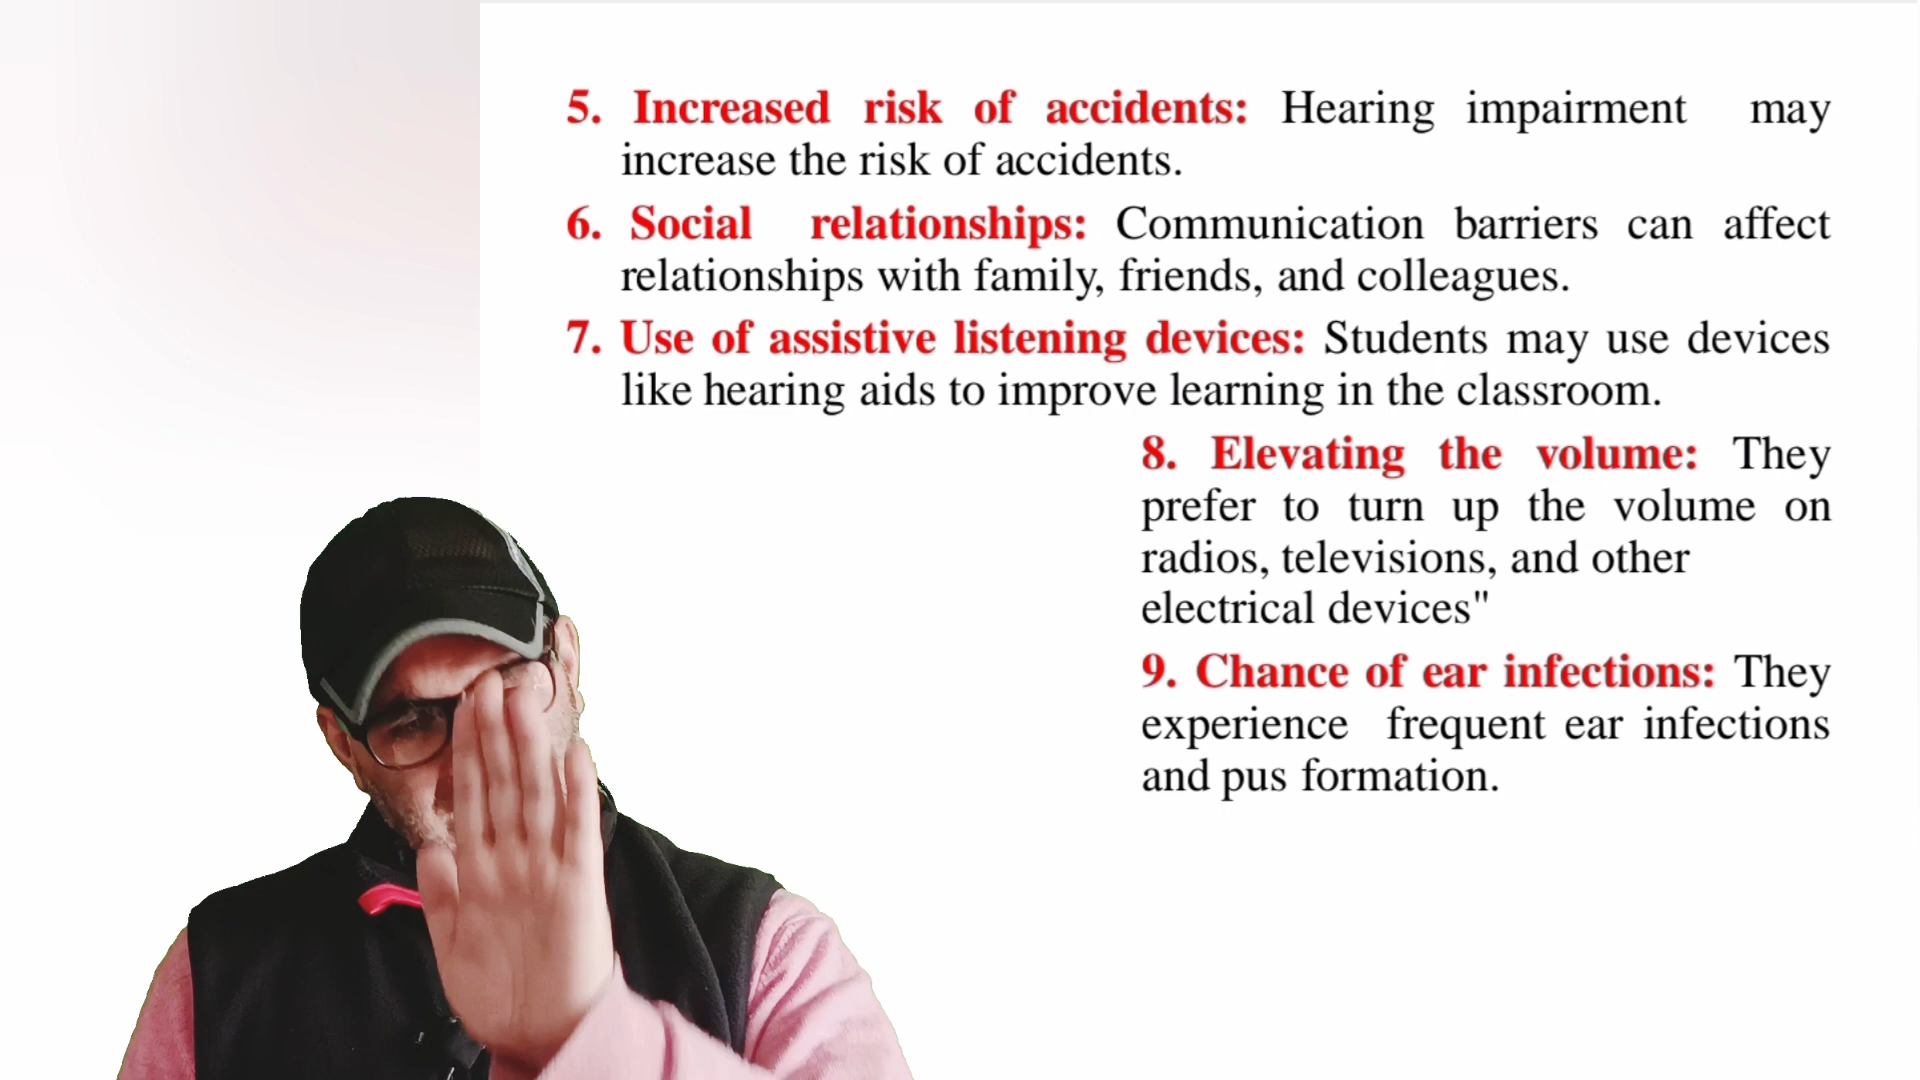 5. Increased risk of accidents: Hearing impairment may
increase the risk of accidents.
6. Social relationships: Communication barriers can affect
relationships with family, friends, and colleagues.
7. Use of assistive listening devices: Students may use devices
like hearing aids to improve learning in the classroom.
8. Elevating the volume: They
prefer to turn up the volume on
radios, televisions, and other
electrical devices"
9. Chance of ear infections: They
experience frequent ear infections
and pus formation.